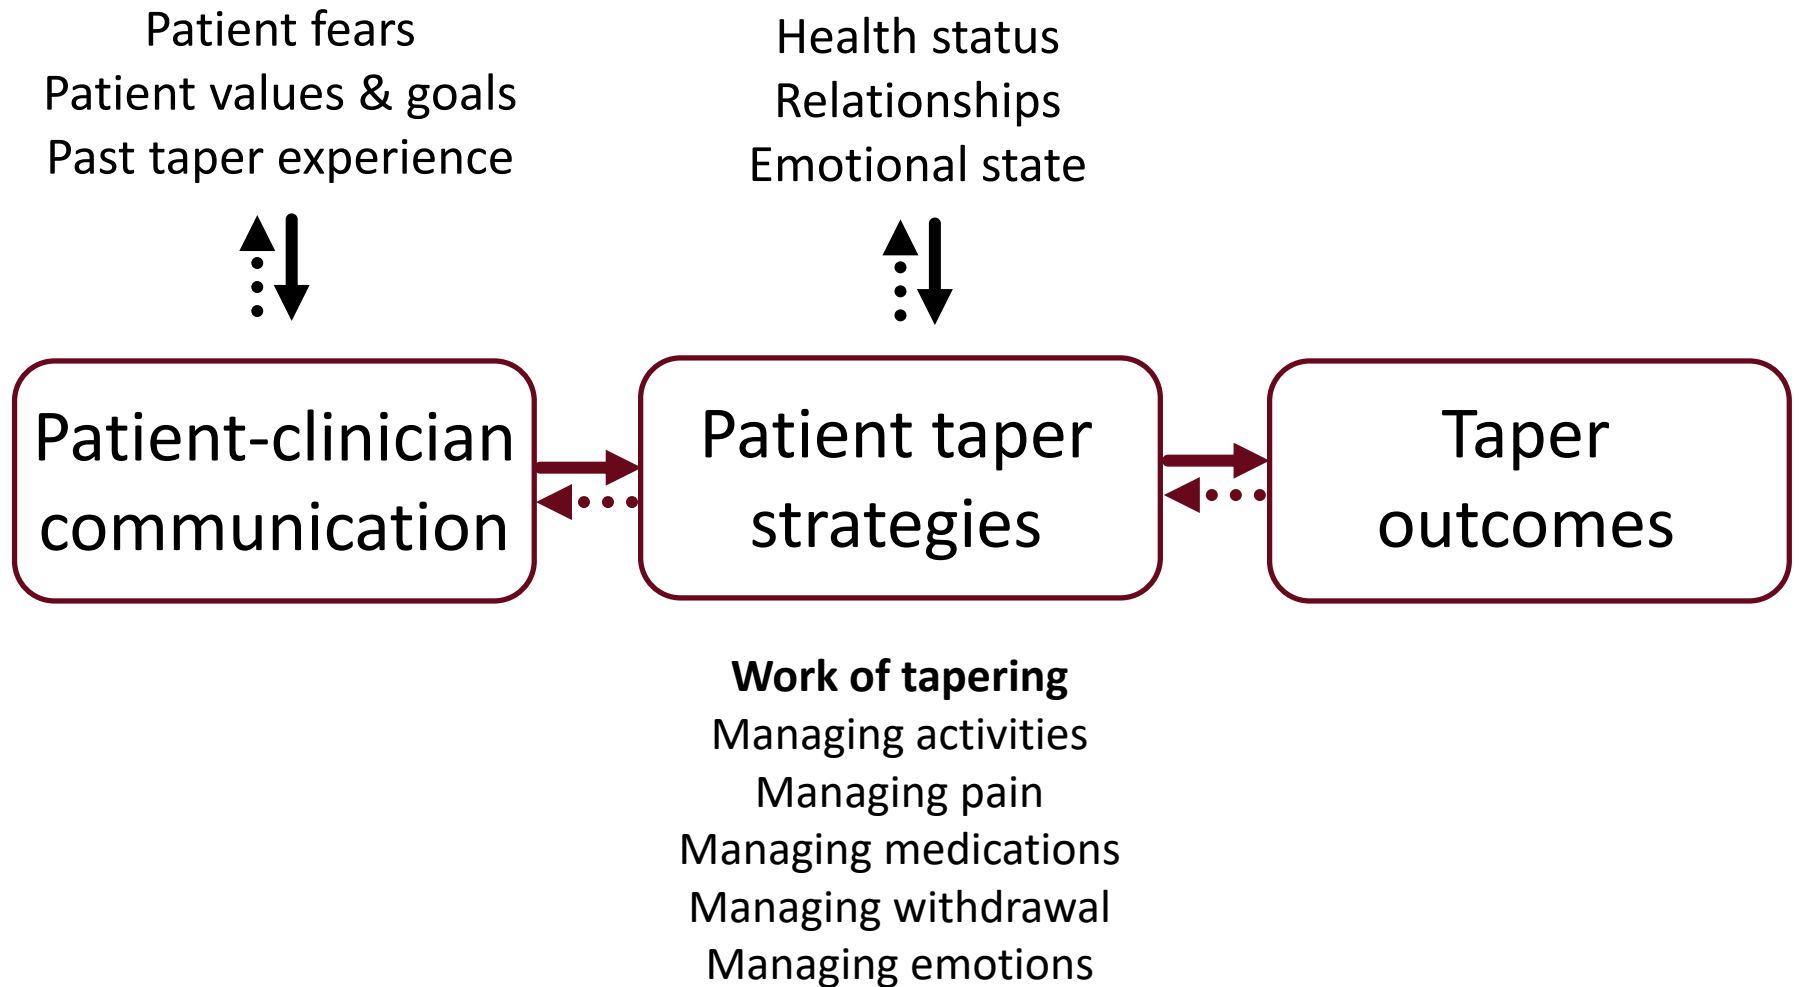 Patient fears
Patient values & goals
Past taper experience
Health status
Relationships
Emotional state
Patient-clinician
communication
Patient taper
strategies
Taper
outcomes
Work of tapering
Managing activities
Managing pain
Managing medications
Managing withdrawal
Managing emotions